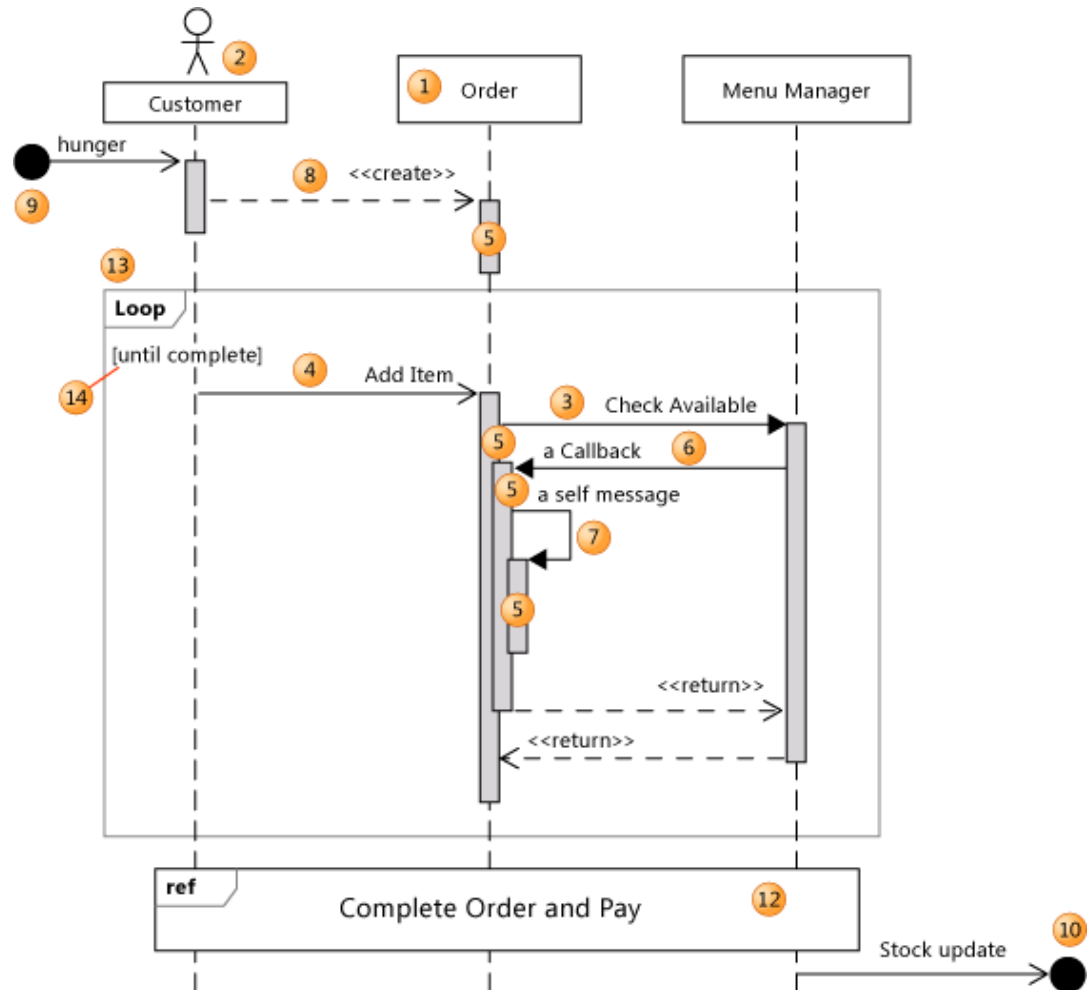 2
1
Order
Menu Manager
Customer
hunger
8
<<create>>
9
5
13
Loop
[until complete]
14
4
Add Item
3
Check Available
5
a Callback
6
5
a self message
7
5
<<return>>
<<return>>
ref
Complete Order and Pay
12
10
Stock update